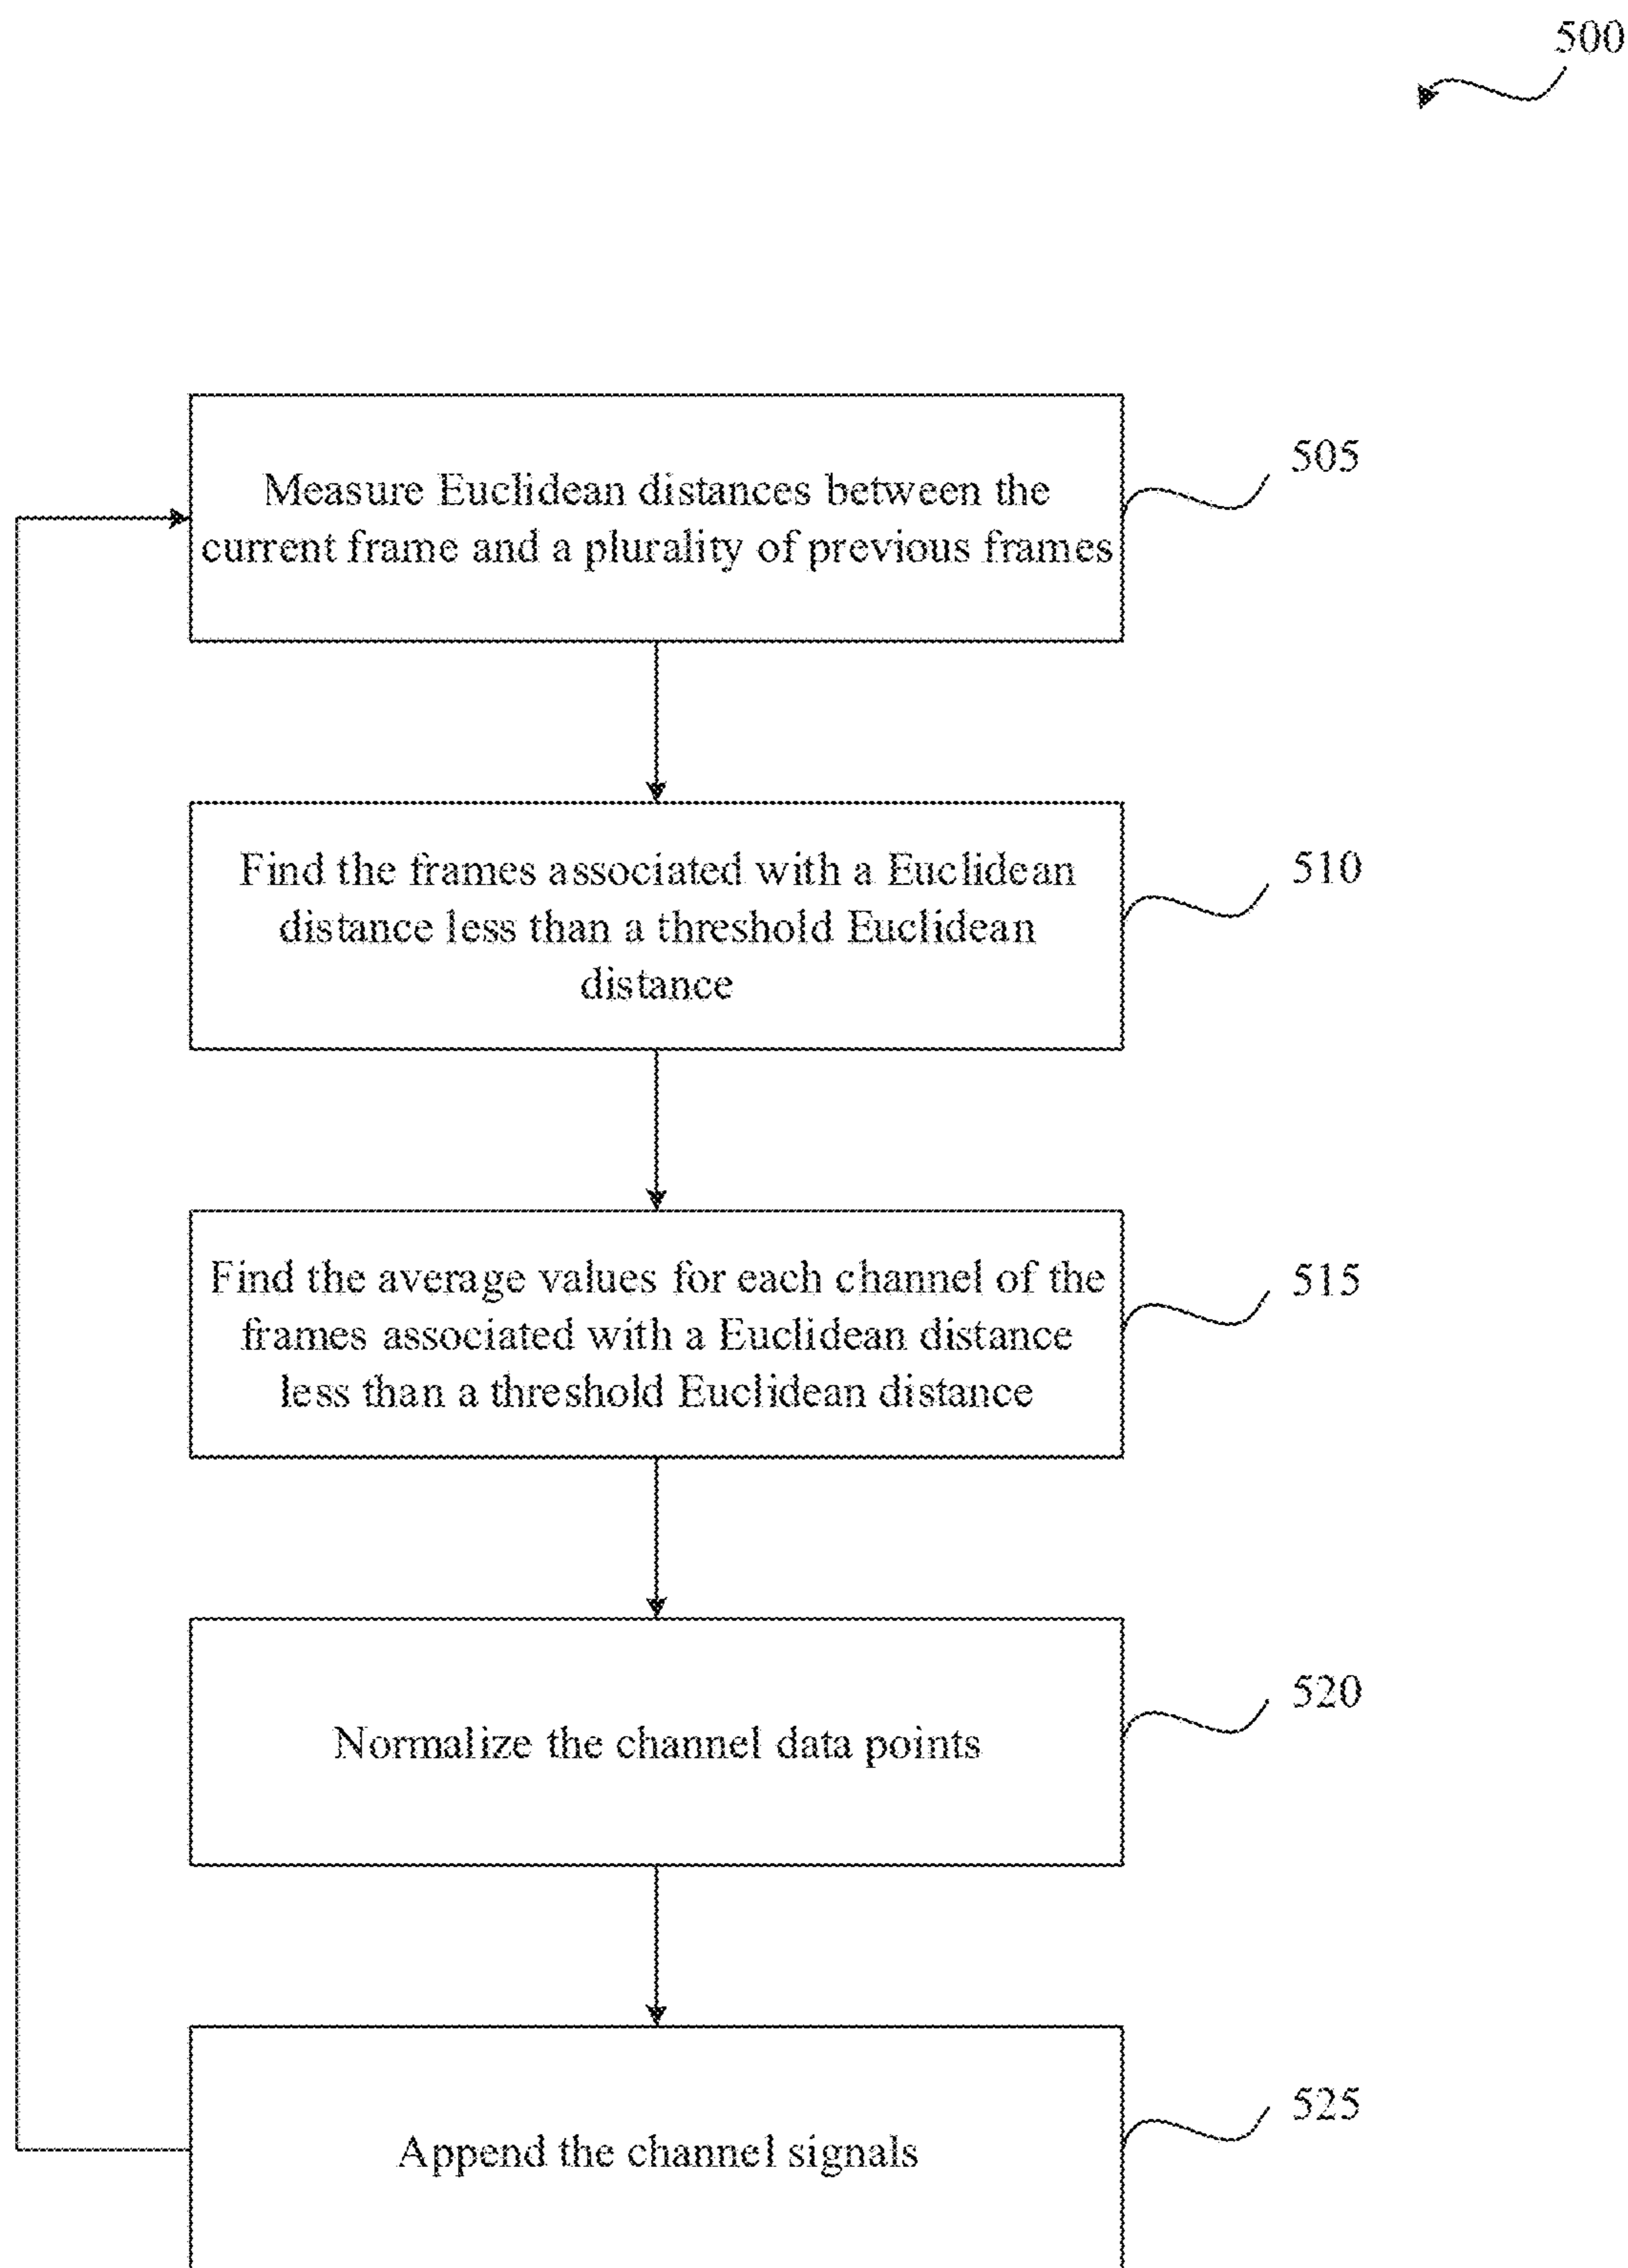 500
Measure Euclidean distances between the
current frame and a plurality of previous frames
505
Find the frames associated with a Euclidean
distance less than a threshold Euclidean
distance
510
Find the average values for each channel of the
frames associated with a Euclidean distance
less than a threshold Euclidean distance
515
Normalize the channel data points
520
Append the channel signals
525